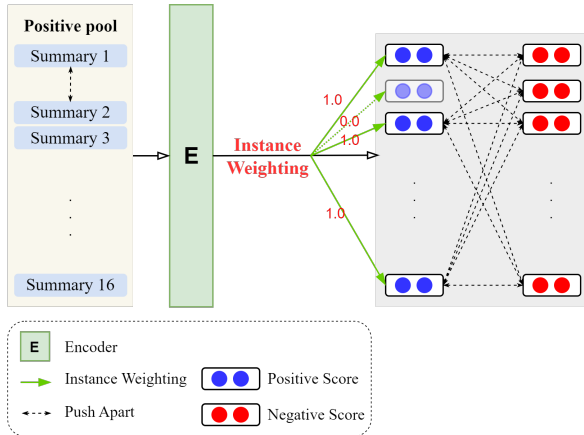 Positive pool
Summary 1
Summary 2
Summary 3
.
.
.
Summary 16
E
Instance
Weighting
1.0
0.0
1.0
1.0
.
.
.
.
.
.
E
Encoder
Instance Weighting
Positive Score
Push Apart
Negative Score